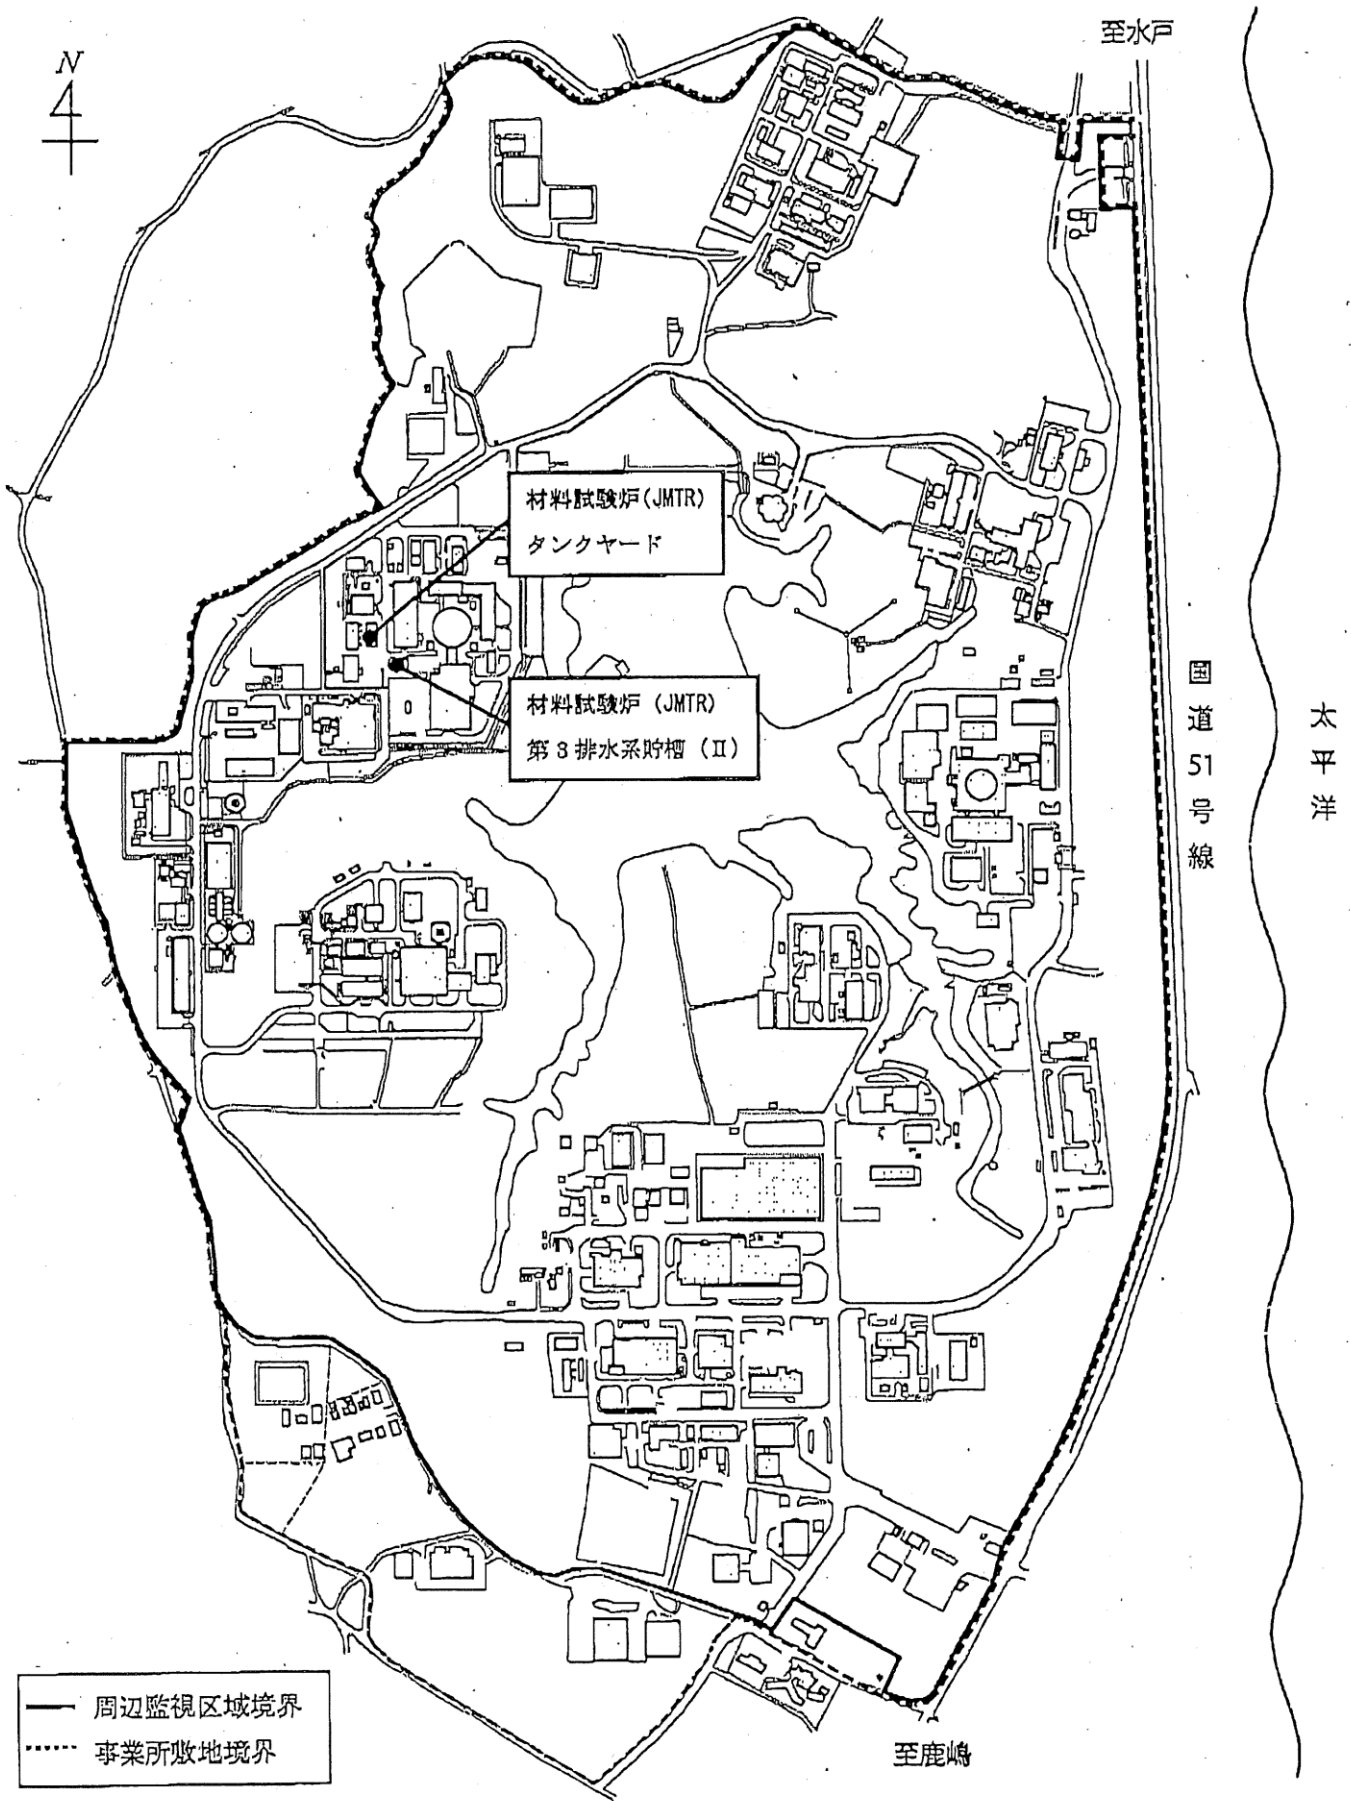 至水戸
N
材料試験炉(JMTR)
タンクヤード
材料試験炉 (JMTR)
第3排水系貯槽 (Ⅱ)
国道51号線
太平洋
周辺監視区域境界
事業所敷地境界
至鹿嶋